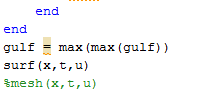 end
end
gulf = max(max(gulf))
surf(x,t,u)
%mesh(x,t,u)